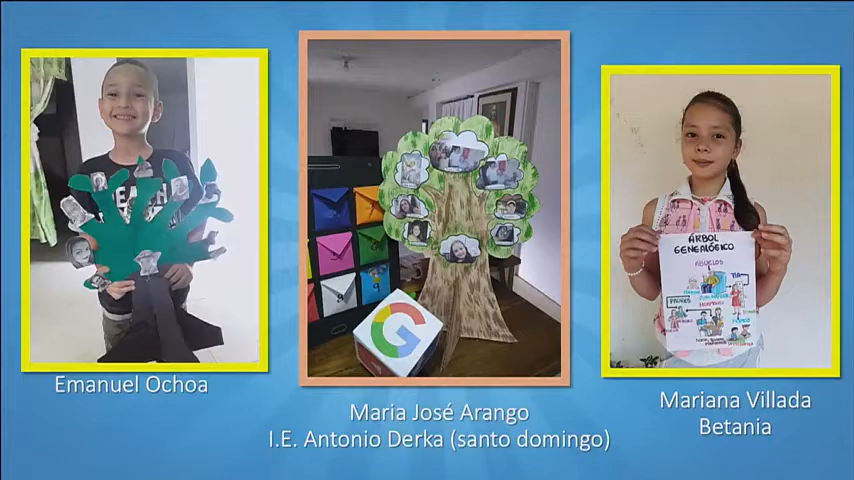 Emanuel Ochoa
Maria José Arango
I.E. Antonio Derka (santo domingo)
Mariana Villada
Betania
G
ÁRBOL
GENEALÓGICO
ABUELOS
TIA
PADRES
HERMANOS